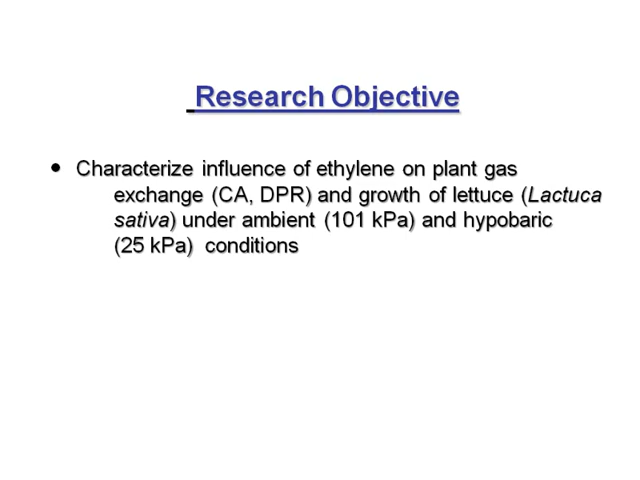 Research Objective
• Characterize influence of ethylene on plant gas
exchange (CA, DPR) and growth of lettuce (Lactuca
sativa) under ambient (101 kPa) and hypobaric
(25 kPa) conditions